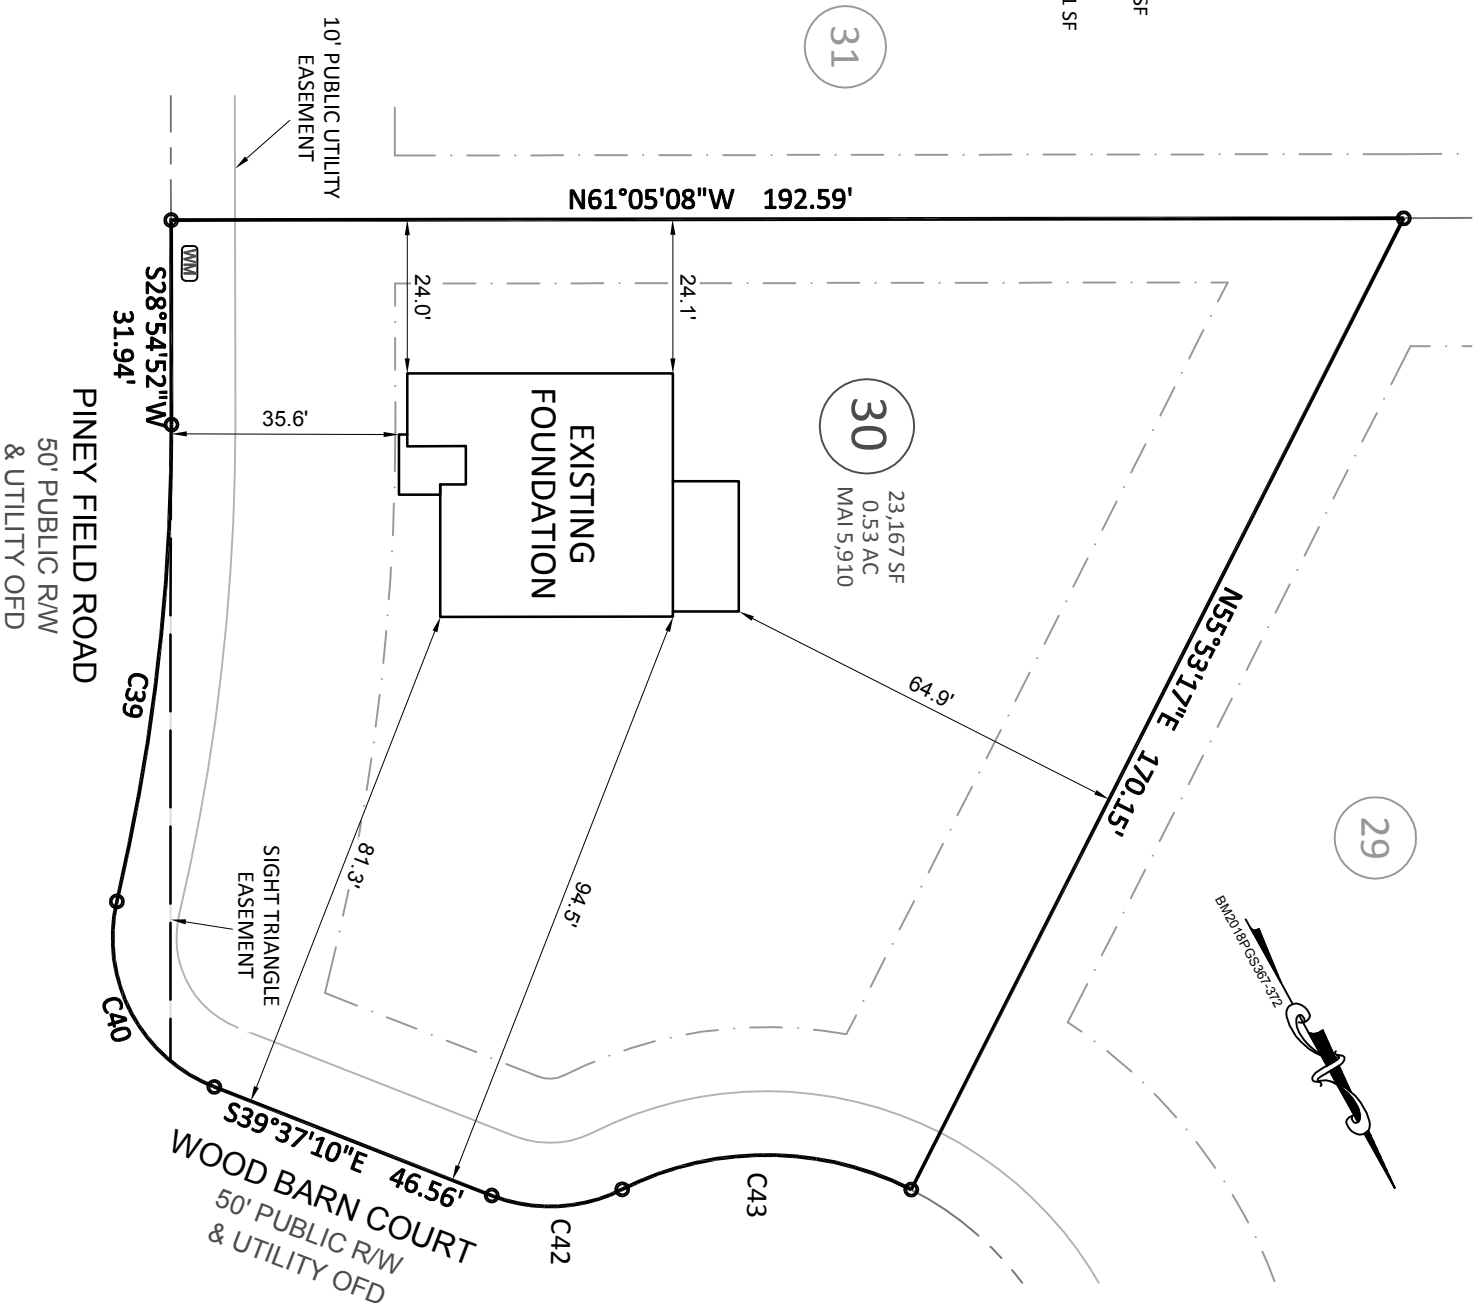 SF
1 SF
31
10' PUBLIC UTILITY
EASEMENT
N61°05'08"W 192.59'
WM
S28°54'52"W
31.94'
24.0'
24.1'
35.6'
EXISTING
FOUNDATION
30
23,167 SF
0.53 AC
MAI 5,910
N55°53'17"E 170.15'
64.9'
29
BM2018PGS367-372
PINEY FIELD ROAD
50' PUBLIC R/W
& UTILITY OFD
C39
81.3'
94.5'
SIGHT TRIANGLE
EASEMENT
C40
S39°37'10"E 46.56'
WOOD BARN COURT
50' PUBLIC R/W
& UTILITY OFD
C42
C43